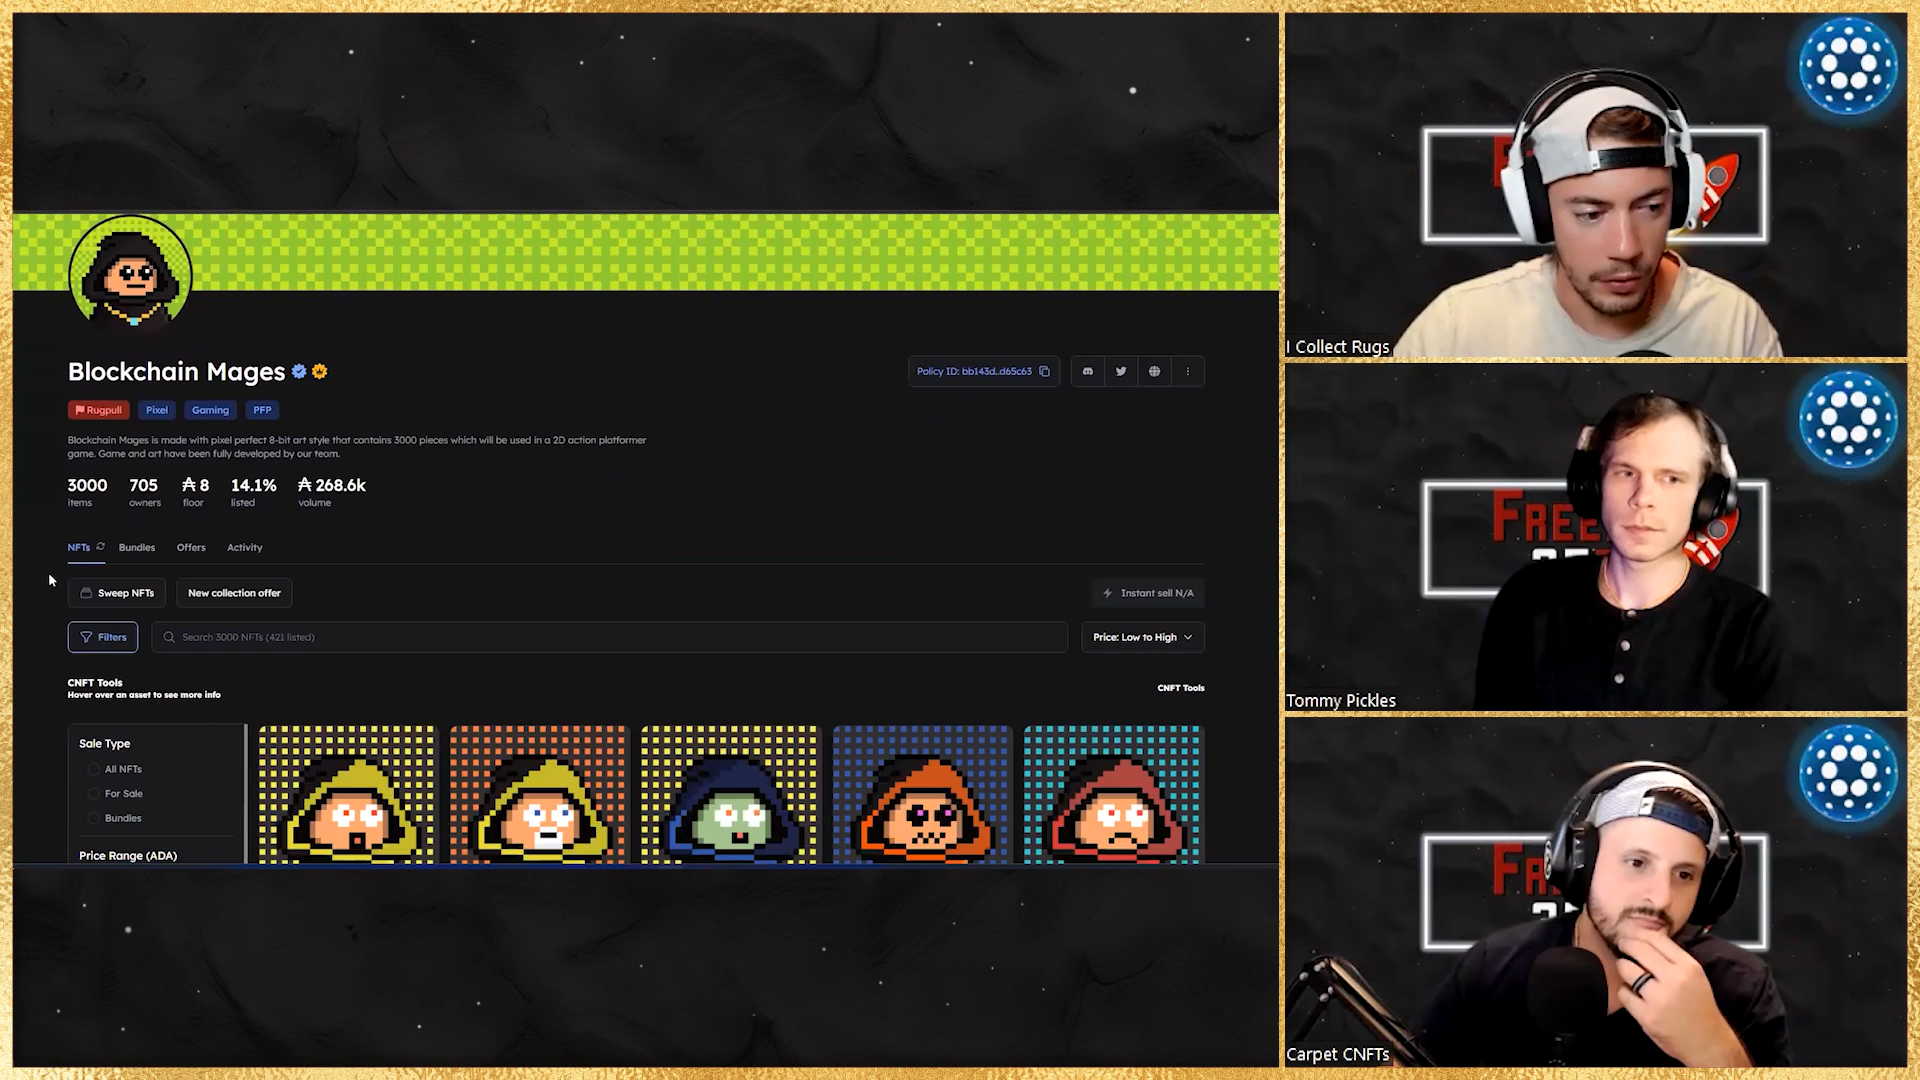 Blockchain Mages
Policy ID: bb143d..d65c63
Rugpull
Pixel
Gaming
PFP
Blockchain Mages is made with pixel perfect 8-bit art style that contains 3000 pieces which will be used in a 2D action platformer
game. Game and art have been fully developed by our team.
3000
705
₳ 8
14.1%
₳ 268.6k
items
owners
floor
listed
volume
NFTs
Bundles
Offers
Activity
Sweep NFTs
New collection offer
Instant sell N/A
Filters
Search 3000 NFTs (421 listed)
Price: Low to High
CNFT Tools
Hover over an asset to see more info
CNFT Tools
Sale Type
All NFTs
For Sale
Bundles
Price Range (ADA)
I Collect Rugs
Tommy Pickles
Carpet CNFTs